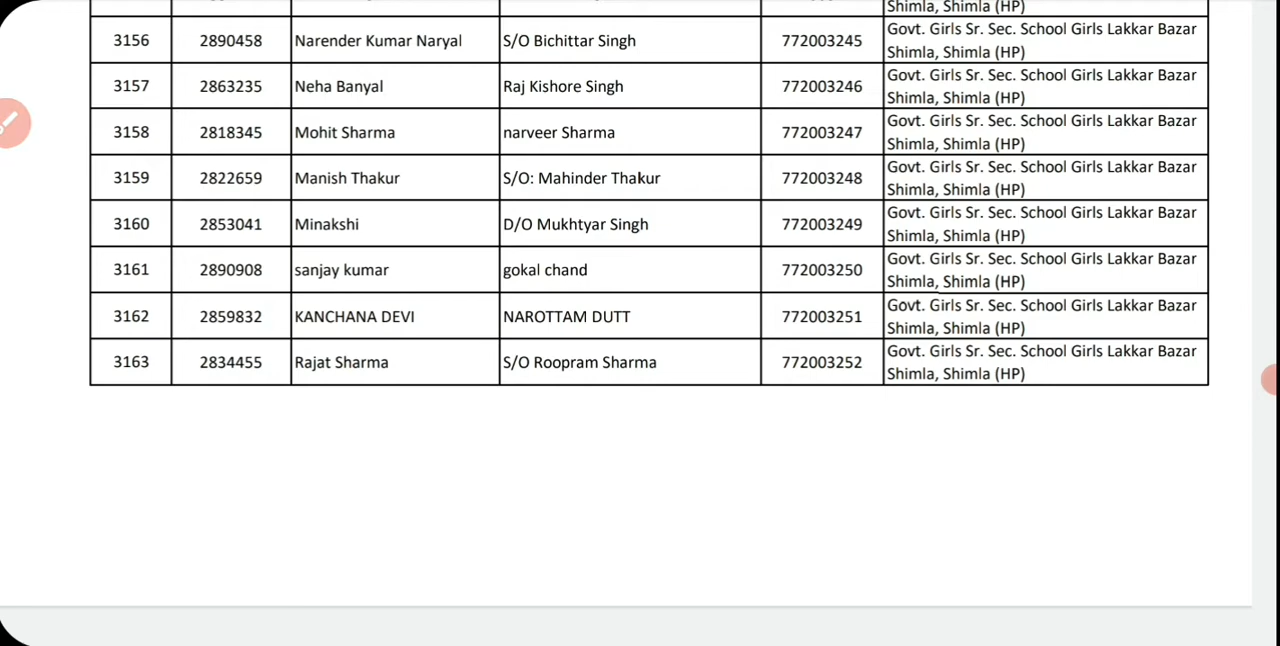 Shimla, Shimla (HP)
3156 2890458 Narender Kumar Naryal S/O Bichittar Singh 772003245 Govt. Girls Sr. Sec. School Girls Lakkar Bazar
Shimla, Shimla (HP)
3157 2863235 Neha Banyal Raj Kishore Singh 772003246 Govt. Girls Sr. Sec. School Girls Lakkar Bazar
Shimla, Shimla (HP)
3158 2818345 Mohit Sharma narveer Sharma 772003247 Govt. Girls Sr. Sec. School Girls Lakkar Bazar
Shimla, Shimla (HP)
3159 2822659 Manish Thakur S/O: Mahinder Thakur 772003248 Govt. Girls Sr. Sec. School Girls Lakkar Bazar
Shimla, Shimla (HP)
3160 2853041 Minakshi D/O Mukhtyar Singh 772003249 Govt. Girls Sr. Sec. School Girls Lakkar Bazar
Shimla, Shimla (HP)
3161 2890908 sanjay kumar gokal chand 772003250 Govt. Girls Sr. Sec. School Girls Lakkar Bazar
Shimla, Shimla (HP)
3162 2859832 KANCHANA DEVI NAROTTAM DUTT 772003251 Govt. Girls Sr. Sec. School Girls Lakkar Bazar
Shimla, Shimla (HP)
3163 2834455 Rajat Sharma S/O Roopram Sharma 772003252 Govt. Girls Sr. Sec. School Girls Lakkar Bazar
Shimla, Shimla (HP)